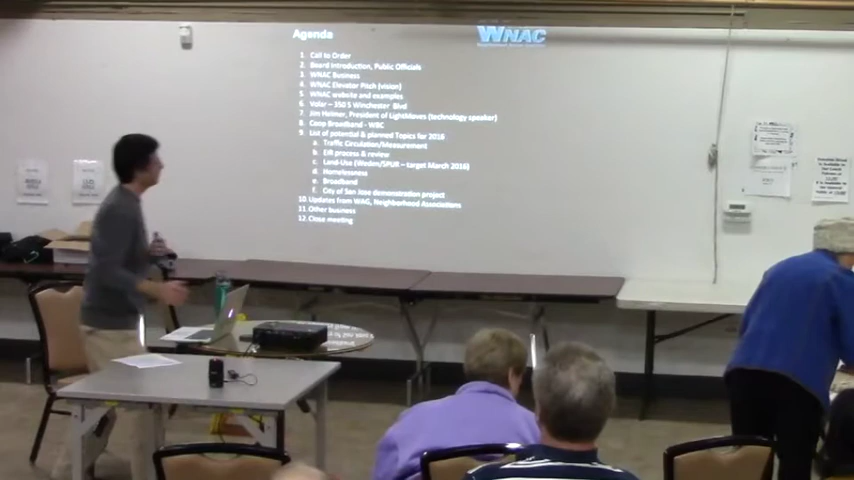 Agenda
WNAC
1. Call to Order
2. Board Introduction, Public Officials
3. WNAC Business
4. WNAC Elevator Pitch (vision)
5. WNAC website and examples
6. Volar – 350 S Winchester Blvd
7. Jim Helmer, President of LightMoves (technology speaker)
8. Coop Broadband - WBC
9. List of potential & planned Topics for 2016
a. Traffic Circulation/Measurement
b. EIR process & review
c. Land-Use (Weden/SPUR – target March 2016)
d. Homelessness
e. Broadband
f. City of San Jose demonstration project
10. Updates from WAG, Neighborhood Associations
11. Other business
12. Close meeting